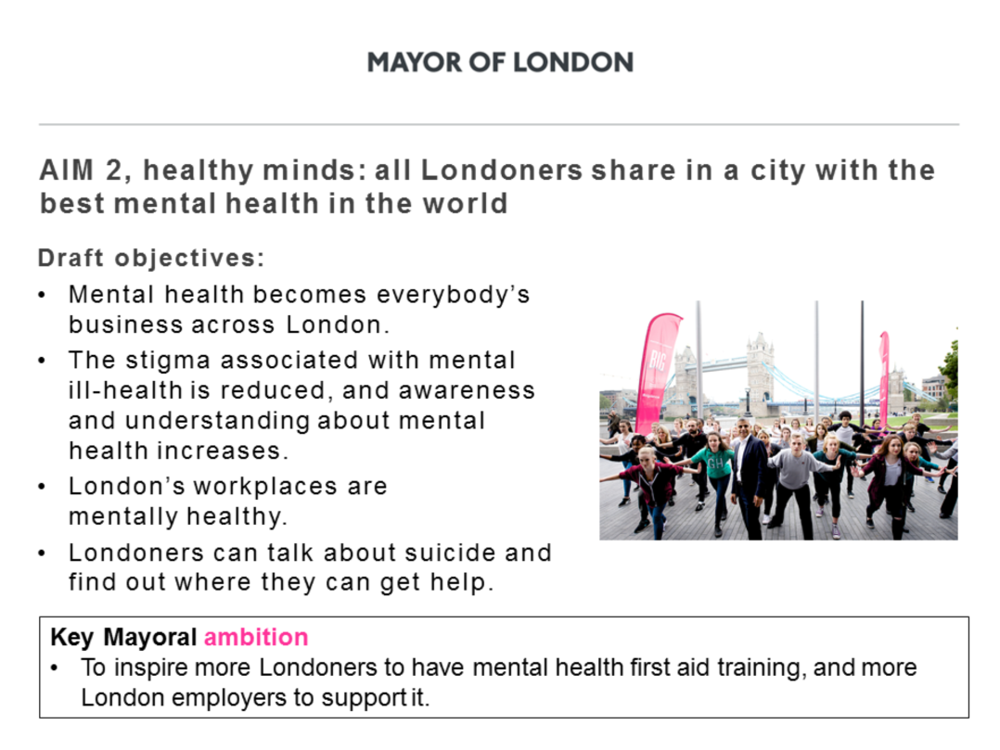 MAYOR OF LONDON
AIM 2, healthy minds: all Londoners share in a city with the
best mental health in the world
Draft objectives:
• Mental health becomes everybody’s
business across London.
• The stigma associated with mental
ill-health is reduced, and awareness
and understanding about mental
health increases.
• London’s workplaces are
mentally healthy.
• Londoners can talk about suicide and
find out where they can get help.
BIG
GH
Key Mayoral ambition
• To inspire more Londoners to have mental health first aid training, and more
London employers to support it.